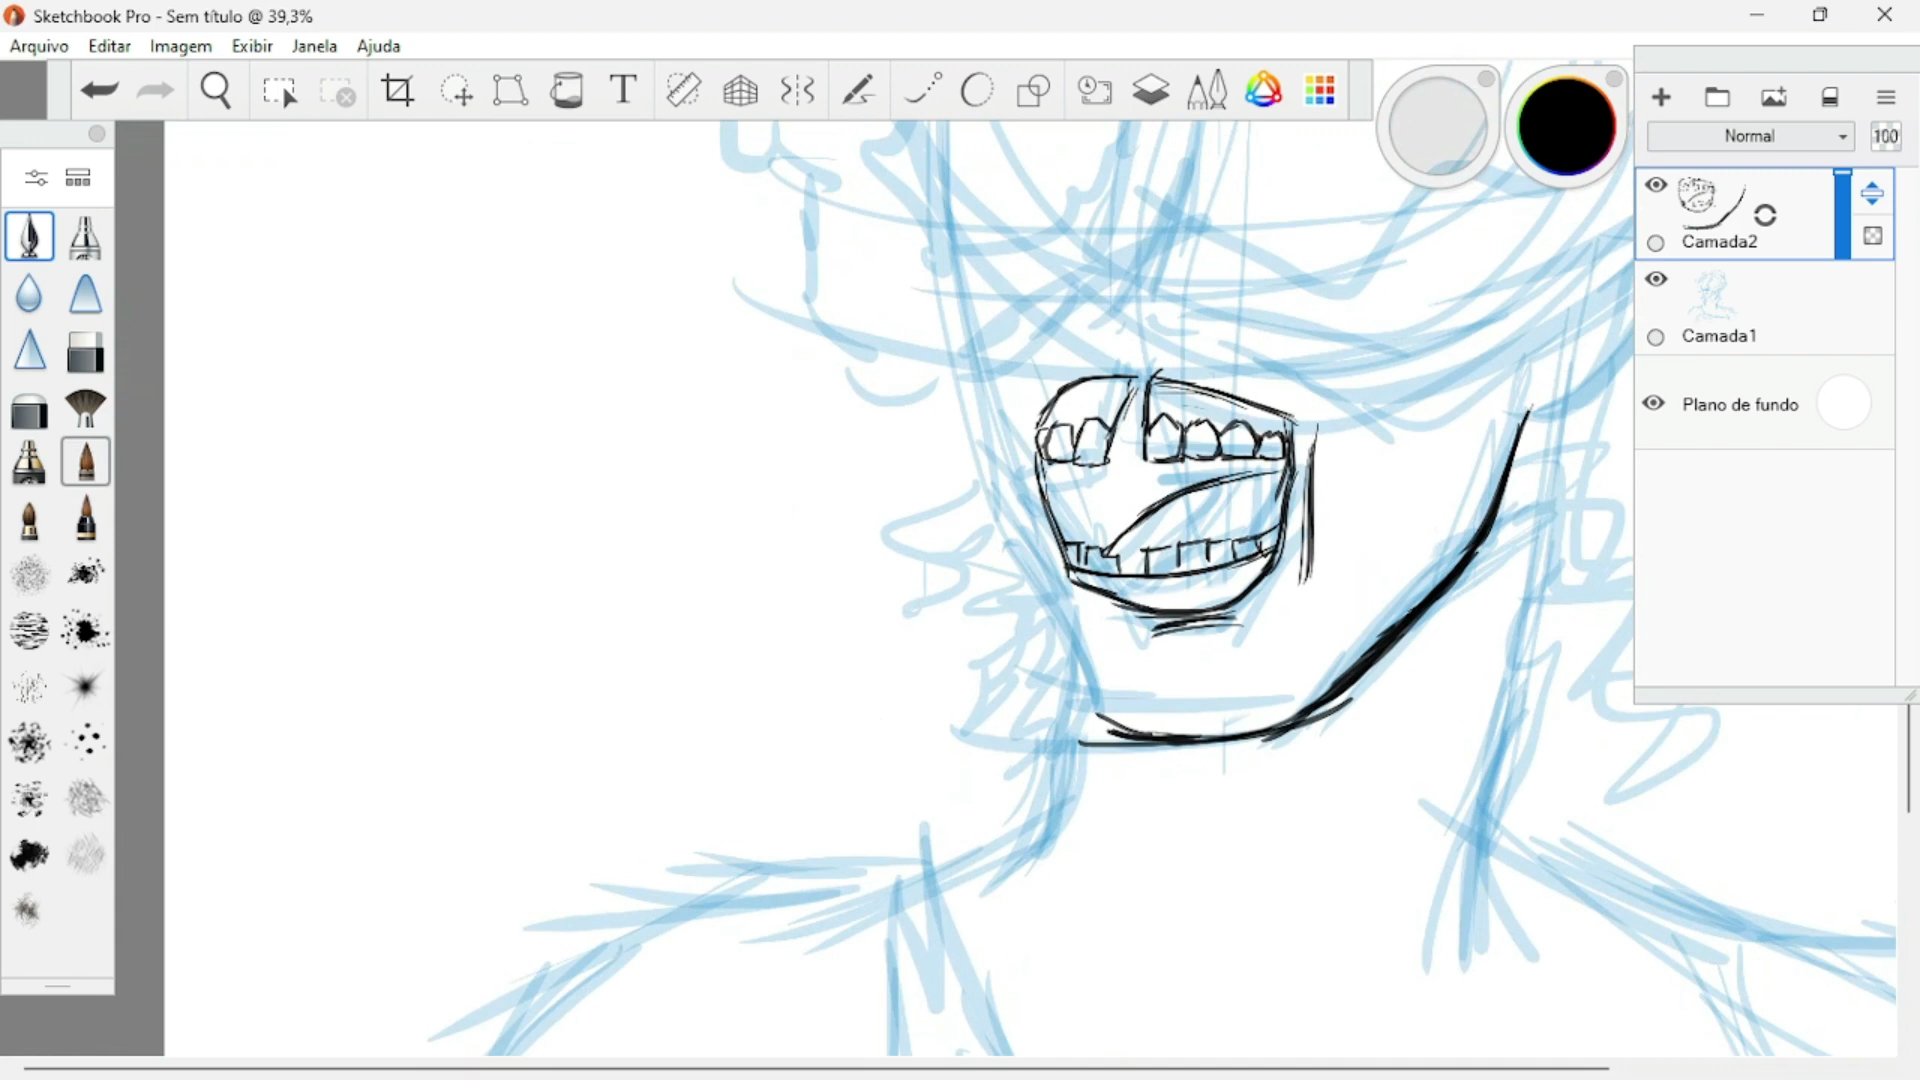 Sketchbook Pro - Sem título @ 39,3%
Arquivo Editar Imagem Exibir Janela Ajuda
T
Normal 100
Camada2
Camada1
Plano de fundo